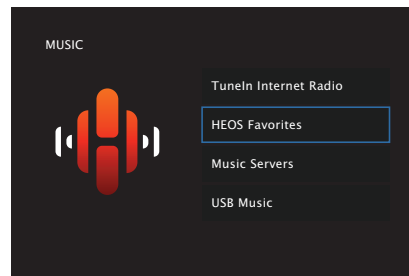 MUSIC
TuneIn Internet Radio
HEOS Favorites
Music Servers
USB Music